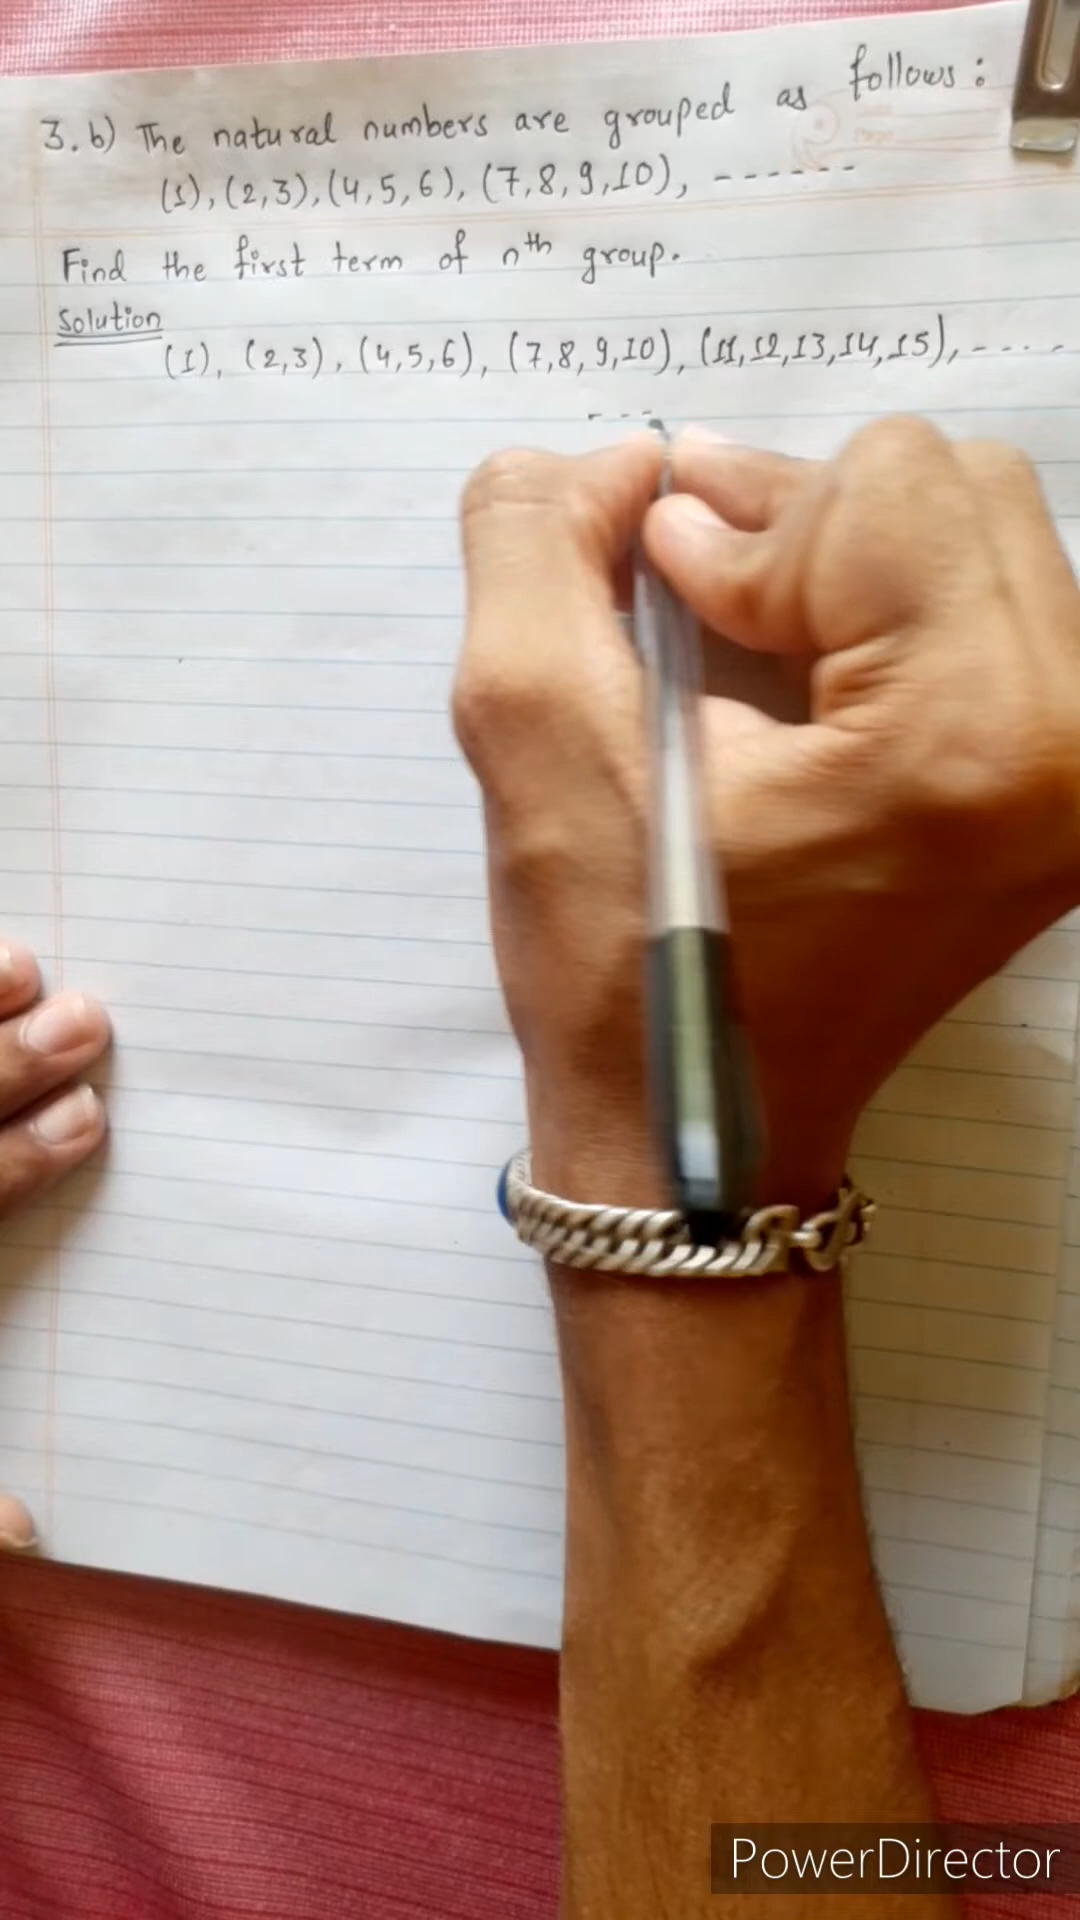 3. b) The natural numbers are grouped as follows:
(1), (2,3), (4,5,6), (7,8,9,10), ------
Find the first term of nth group.
Solution
(1), (2,3), (4,5,6), (7,8,9,10), (11,12,13,14,15), -----
---
PowerDirector